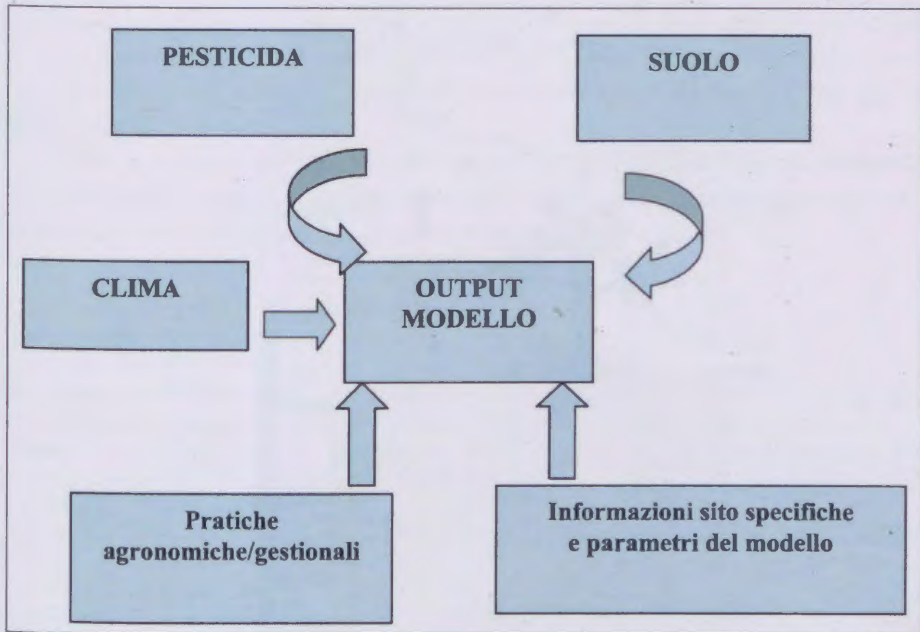 PESTICIDA
SUOLO
CLIMA
OUTPUT
MODELLO
Pratiche
agronomiche/gestionali
Informazioni sito specifiche
e parametri del modello